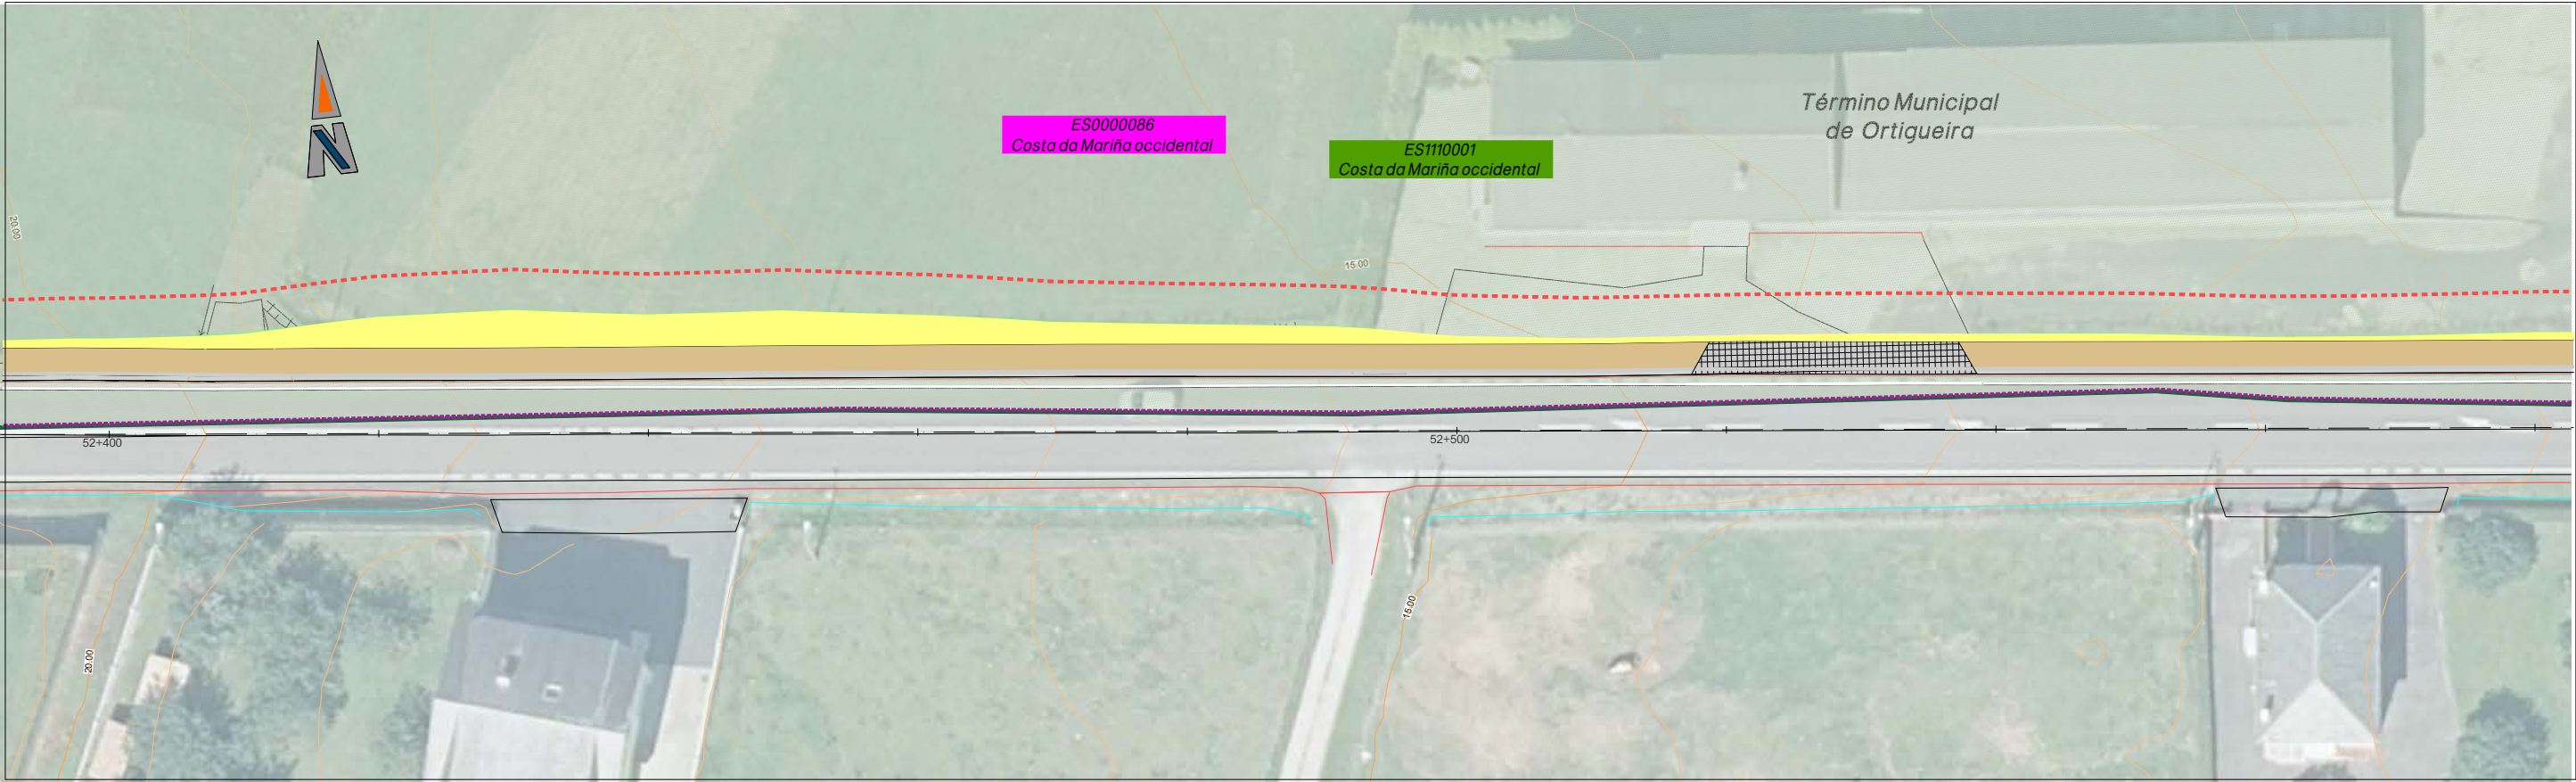 N
Término Municipal
de Ortigueira
ES0000086
Costa da Mariña occidental
ES1110001
Costa da Mariña occidental
20.00
15.00
52+400
52+500
15.00
20.00